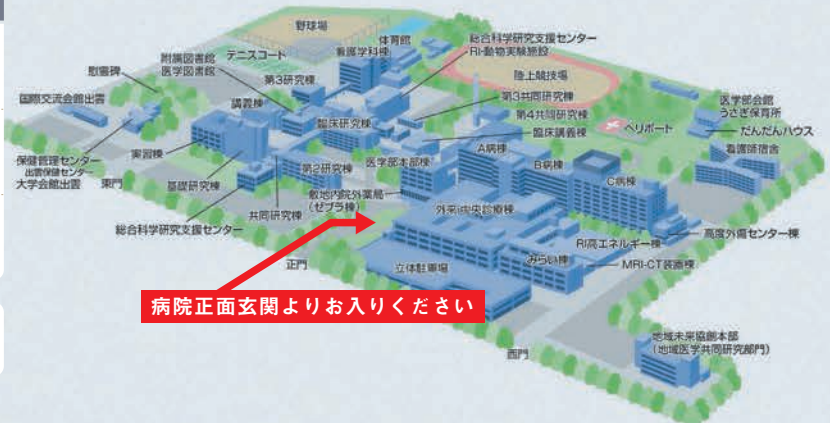 野球場
体育館
総合科学研究支援センター
RI・動物実験施設
附属図書館
医学図書館
テニスコード
看護学科棟
慰霊碑
第3研究棟
陸上競技場
国際交流会館出雲
講義棟
第3共同研究棟
医学部会館
うさぎ保育所
臨床研究棟
第4共同研究棟
ヘリポート
だんだんハウス
実習棟
臨床講義棟
看護師宿舎
A病棟
保健管理センター
出雲保健センター
大学会館出雲
東門
基礎研究棟
第2研究棟
医学部本部棟
B病棟
C病棟
敷地内院外薬局
(ゼブラ棟)
共同研究棟
外来・中央診療棟
総合科学研究支援センター
高度外傷センター棟
RI高エネルギー棟
正門
立体駐車場
みらい棟
MRI-CT装置棟
病院正面玄関よりお入りください
西門
地域未来協創本部
(地域医学共同研究部門)